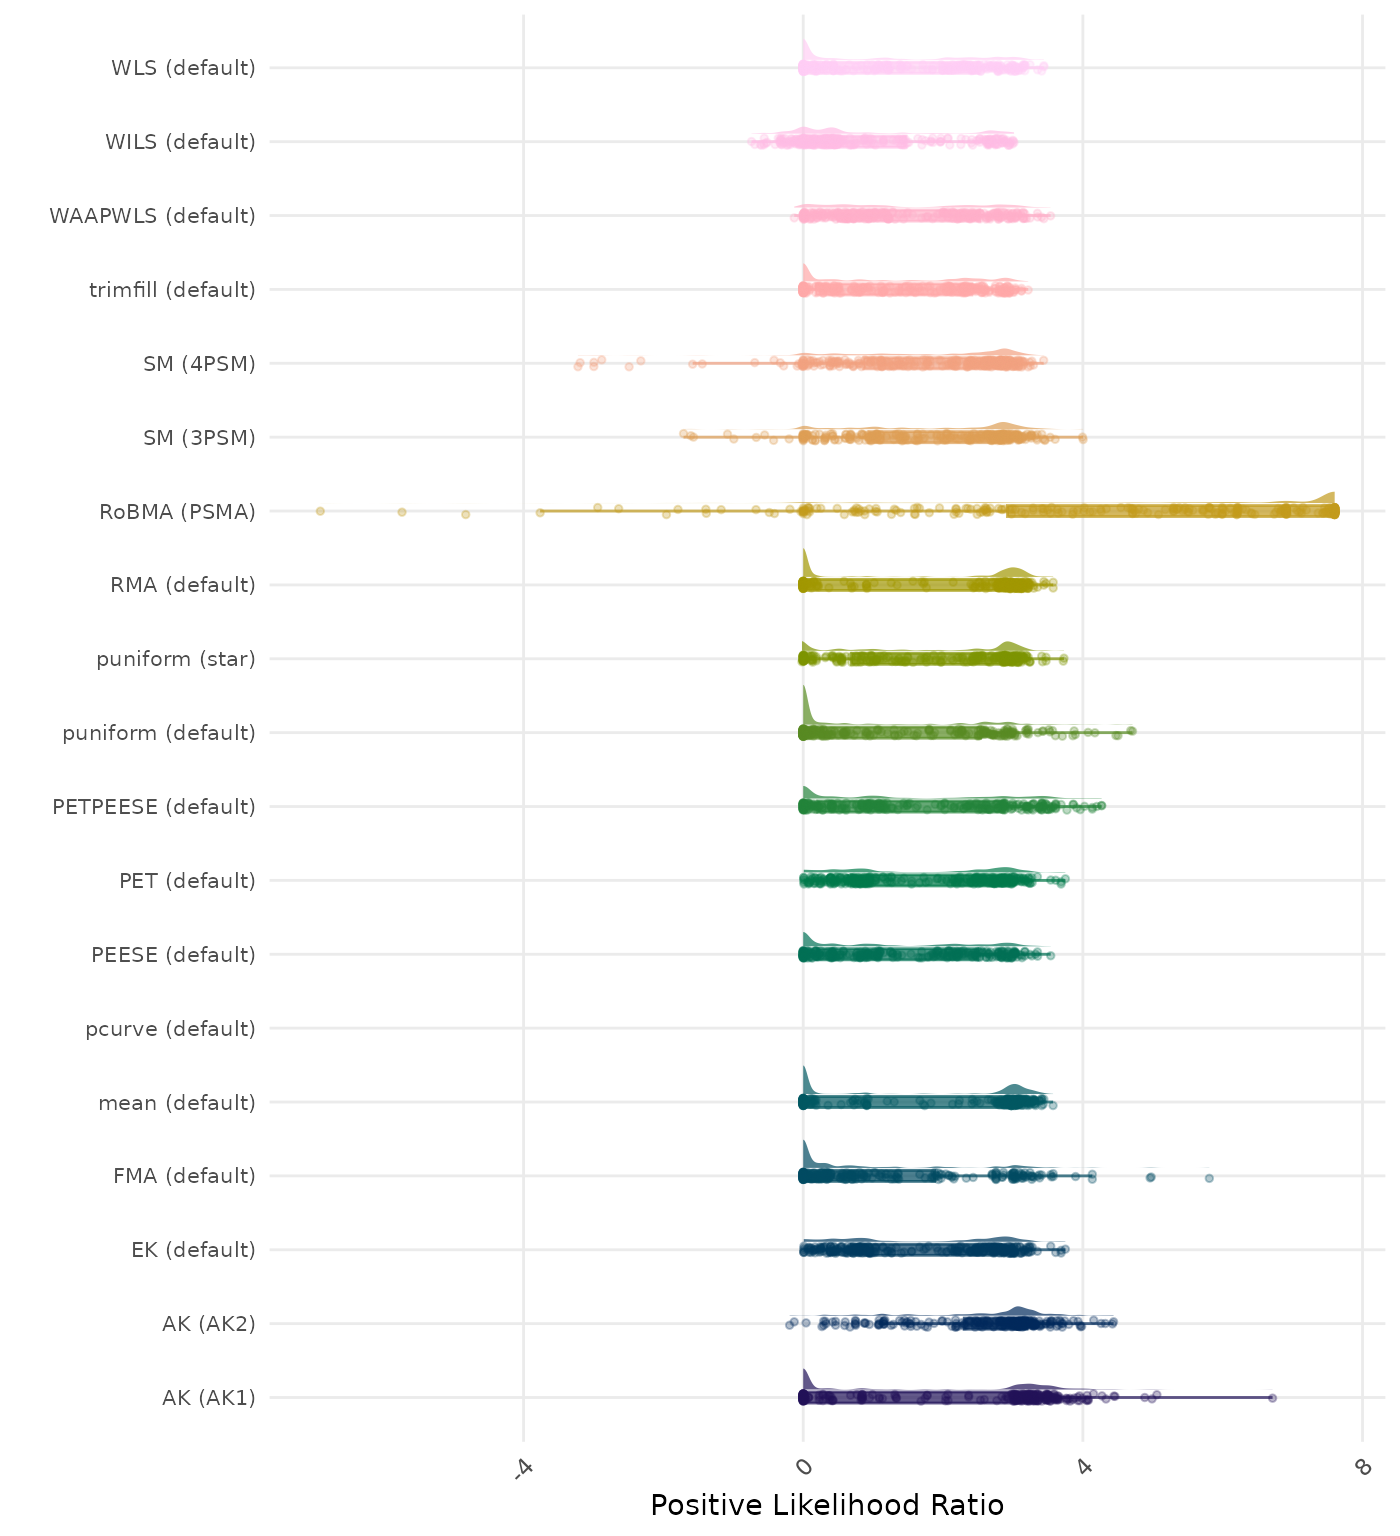 WLS (default)
WILS (default)
WAAPWLS (default)
trimfill (default)
SM (4PSM)
SM (3PSM)
RoBMA (PSMA)
RMA (default)
puniform (star)
puniform (default)
PETPEESE (default)
PET (default)
PEESE (default)
pcurve (default)
mean (default)
FMA (default)
EK (default)
AK (AK2)
AK (AK1)
-4 0 4 8
Positive Likelihood Ratio